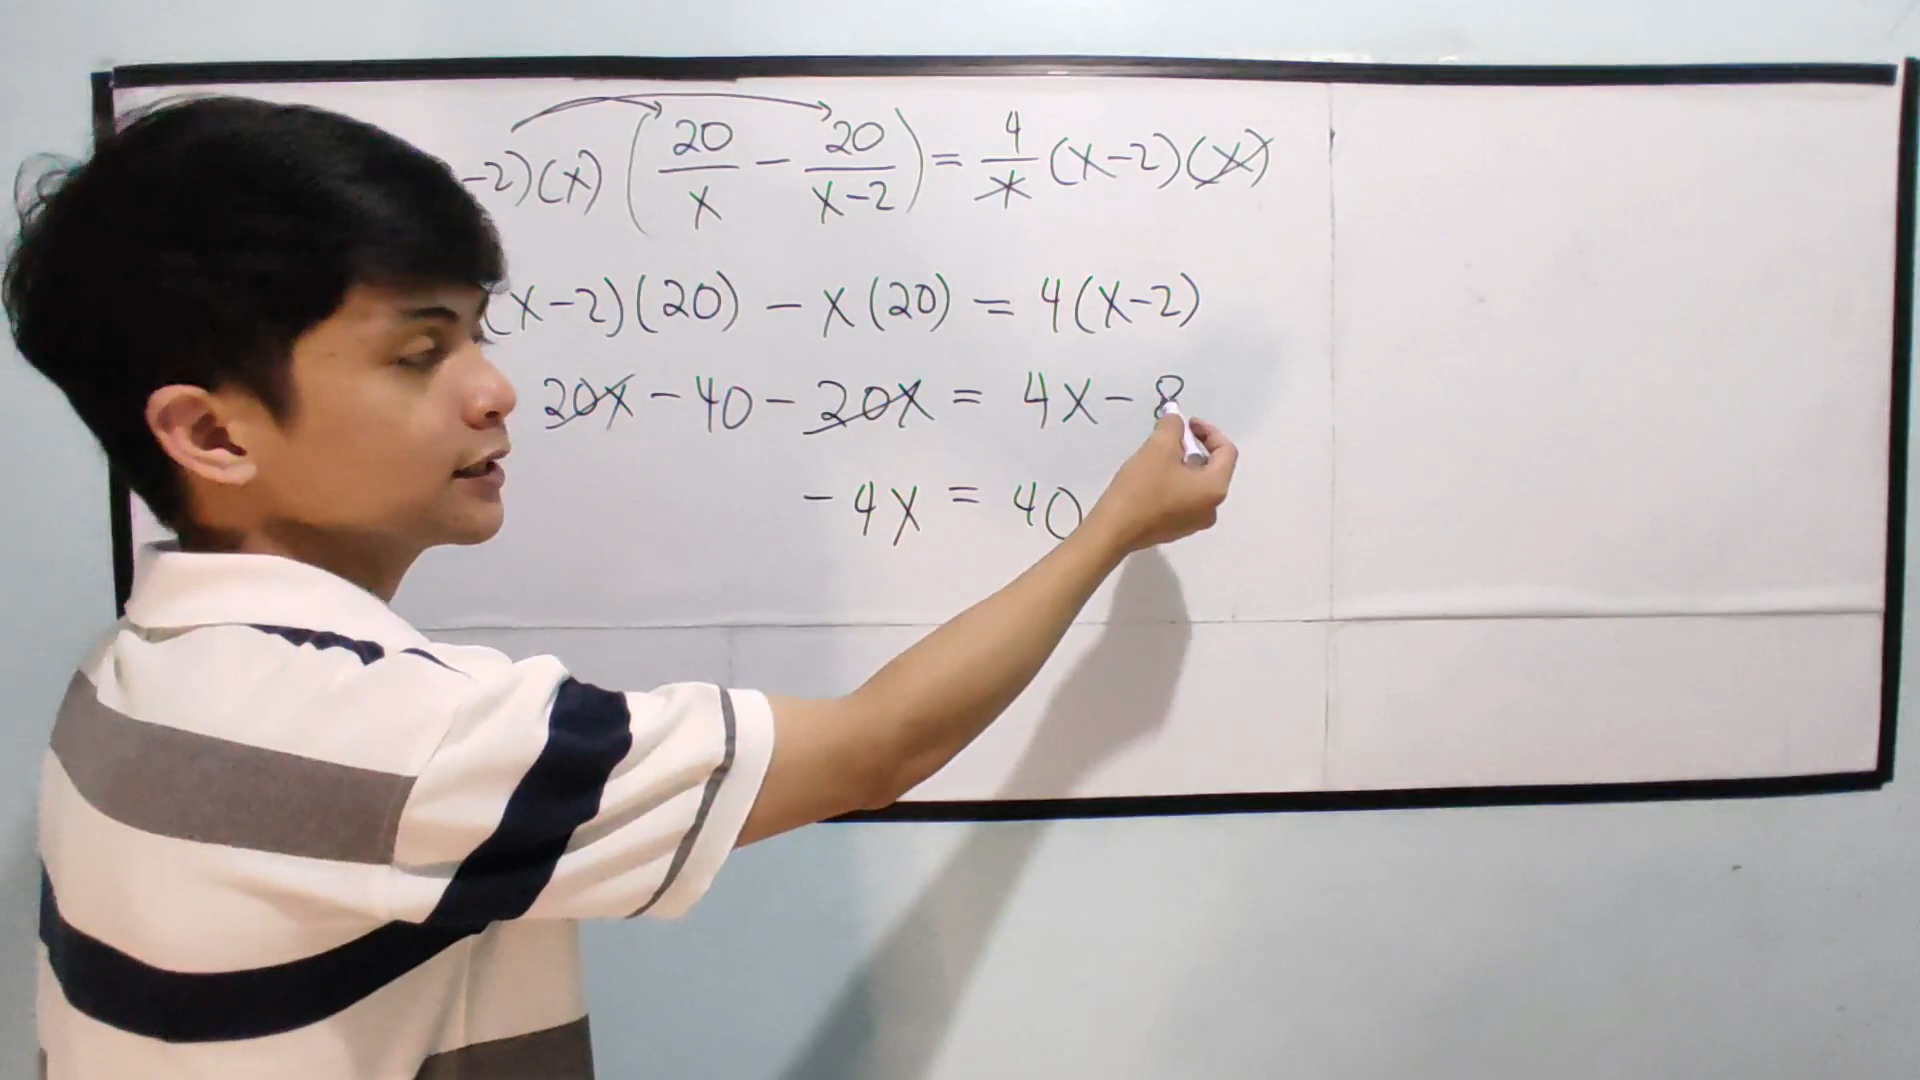 -2)(x) (20/x - 20/(x-2)) = 4/x (x-2)(x)
(x-2)(20) - x(20) = 4(x-2)
20x - 40 - 20x = 4x - 8
-4x = 40